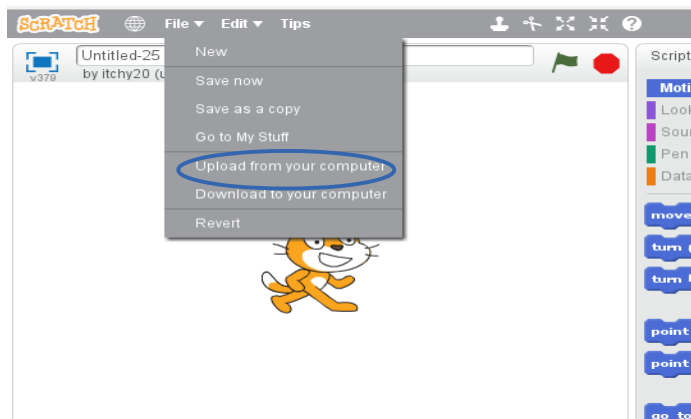 SCRATCH File Edit Tips
Untitled-25
by itchy20 (u
v379
New
Save now
Save as a copy
Go to My Stuff
Upload from your computer
Download to your computer
Revert
Script
Moti
Look
Sou
Pen
Data
move
turn
turn
point
point
go to